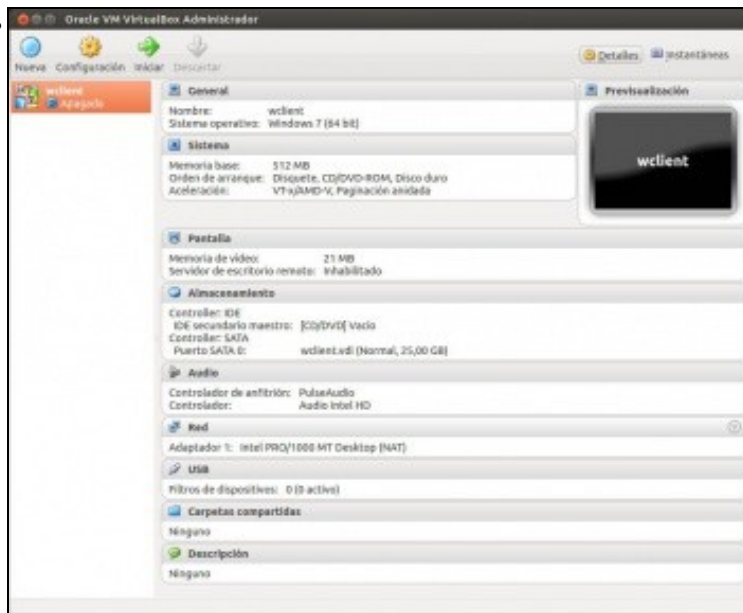 Oracle VM VirtualBox Administrador
Nueva Configuración Iniciar Descartar
Detalles Instantáneas
wclient
Apagada
General
Nombre: wclient
Sistema operativo: Windows 7 (64 bit)
Previsualización
wclient
Sistema
Memoria base: 512 MB
Orden de arranque: Disquete, CD/DVD-ROM, Disco duro
Aceleración: VT-x/AMD-V, Paginación anidada
Pantalla
Memoria de vídeo: 21 MB
Servidor de escritorio remoto: Inhabilitado
Almacenamiento
Controller: IDE
IDE secundario maestro: [CD/DVD] Vacío
Controller: SATA
Puerto SATA 0: wclient.vdi (Normal, 25,00 GB)
Audio
Controlador de anfitrión: PulseAudio
Controlador: Audio Intel HD
Red
Adaptador 1: Intel PRO/1000 MT Desktop (NAT)
USB
Filtros de dispositivos: 0 (0 activo)
Carpetas compartidas
Ninguno
Descripción
Ninguno